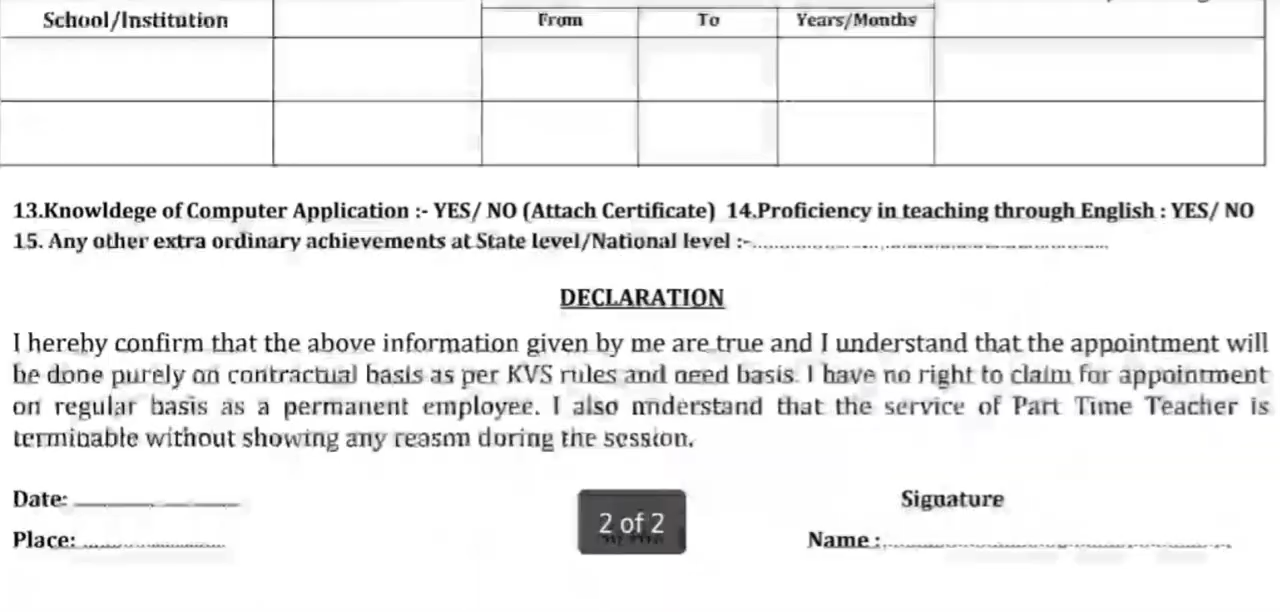 School/Institution From To Years/Months
13.Knowldege of Computer Application :- YES/ NO (Attach Certificate) 14.Proficiency in teaching through English : YES/ NO
15. Any other extra ordinary achievements at State level/National level :-
DECLARATION
I hereby confirm that the above information given by me are true and I understand that the appointment will
be done purely on contractual basis as per KVS rules and need basis. I have no right to claim for appointment
on regular basis as a permanent employee. I also understand that the service of Part Time Teacher is
terminable without showing any reason during the session.
Date: Signature
2 of 2
Place: Name :